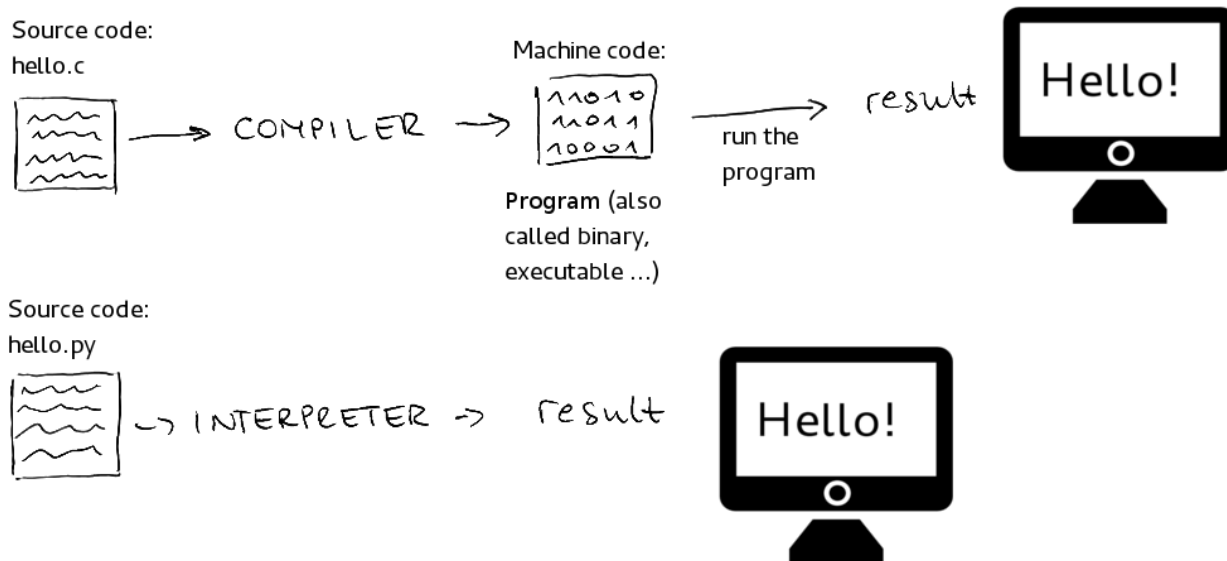 Source code:
hello.c
COMPILER
Machine code:
11010
11011
10001
Program (also
called binary,
executable ...)
run the
program
result
Hello!
Source code:
hello.py
INTERPRETER
result
Hello!